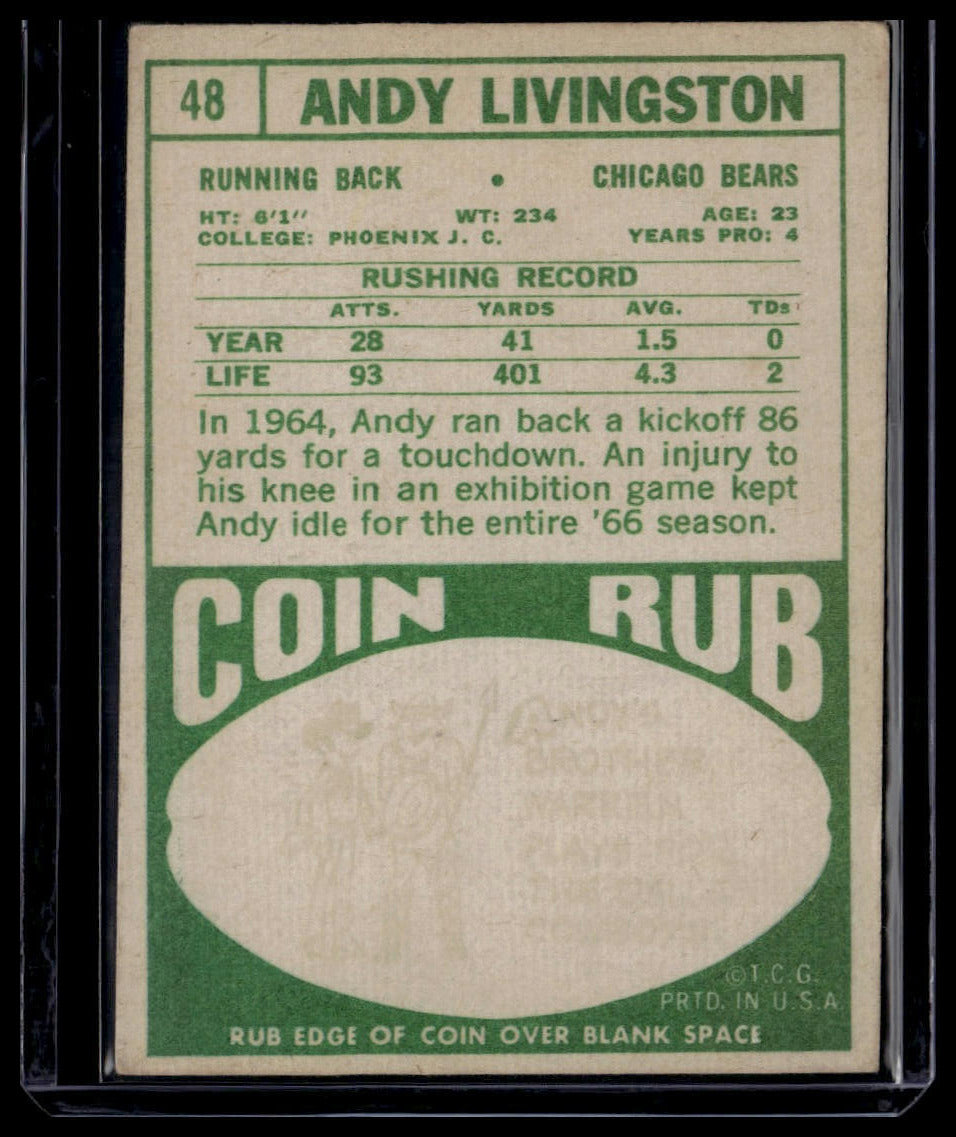 48 ANDY LIVINGSTON
RUNNING BACK • CHICAGO BEARS
HT: 6'1" WT: 234 AGE: 23
COLLEGE: PHOENIX J. C. YEARS PRO: 4
RUSHING RECORD
ATTS. YARDS AVG. TDs
YEAR 28 41 1.5 0
LIFE 93 401 4.3 2
In 1964, Andy ran back a kickoff 86
yards for a touchdown. An injury to
his knee in an exhibition game kept
Andy idle for the entire '66 season.
COIN RUB
©T.C.G.
PRTD. IN U.S.A
RUB EDGE OF COIN OVER BLANK SPACE